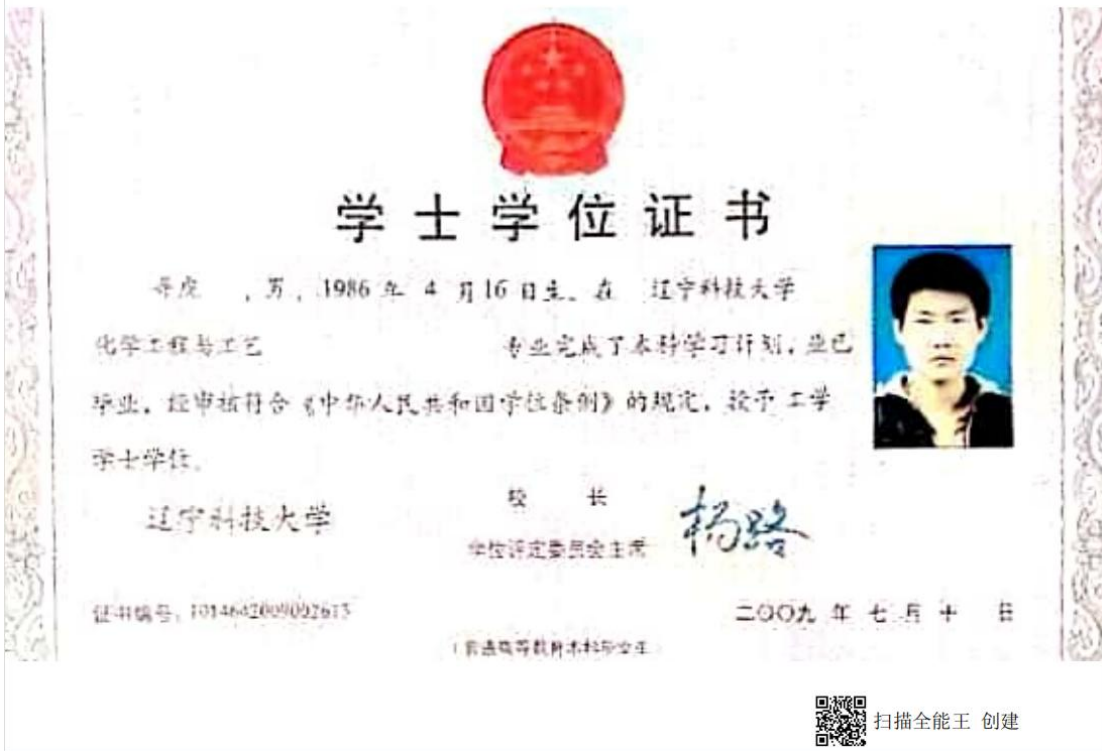 学士学位证书
虎 ，男，1986 年 4 月 16 日生。在 辽宁科技大学
化学工程与工艺 专业完成了本科学习计划，业已
毕业，经审核符合《中华人民共和国学位条例》的规定，授予 工学
学士学位。
辽宁科技大学
校 长
学位评定委员会主席
杨路
证书编号：1014642009002613
二〇〇九 年 七 月 十 日
（普通高等教育本科毕业生）
扫描全能王 创建